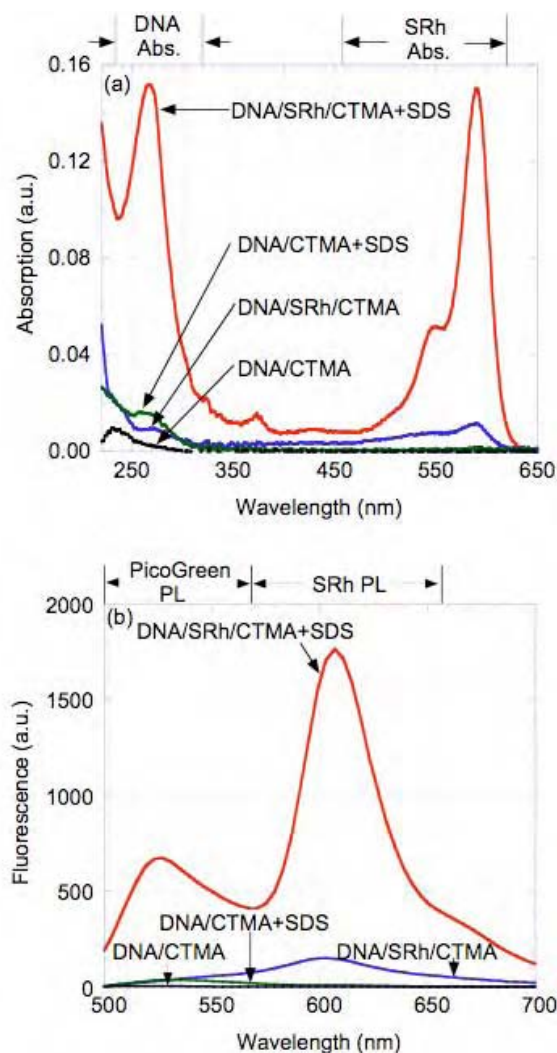 DNA
Abs.
SRh
Abs.
0.16
(a)
DNA/SRh/CTMA+SDS
0.12
DNA/CTMA+SDS
0.08
DNA/SRh/CTMA
0.04
DNA/CTMA
0.00
250 350 450 550 650
Absorption (a.u.)
Wavelength (nm)
PicoGreen
PL
SRh PL
2000
(b)
DNA/SRh/CTMA+SDS
1500
1000
500
DNA/CTMA+SDS
DNA/CTMA
DNA/SRh/CTMA
0
500 600 700
Fluorescence (a.u.)
Wavelength (nm)